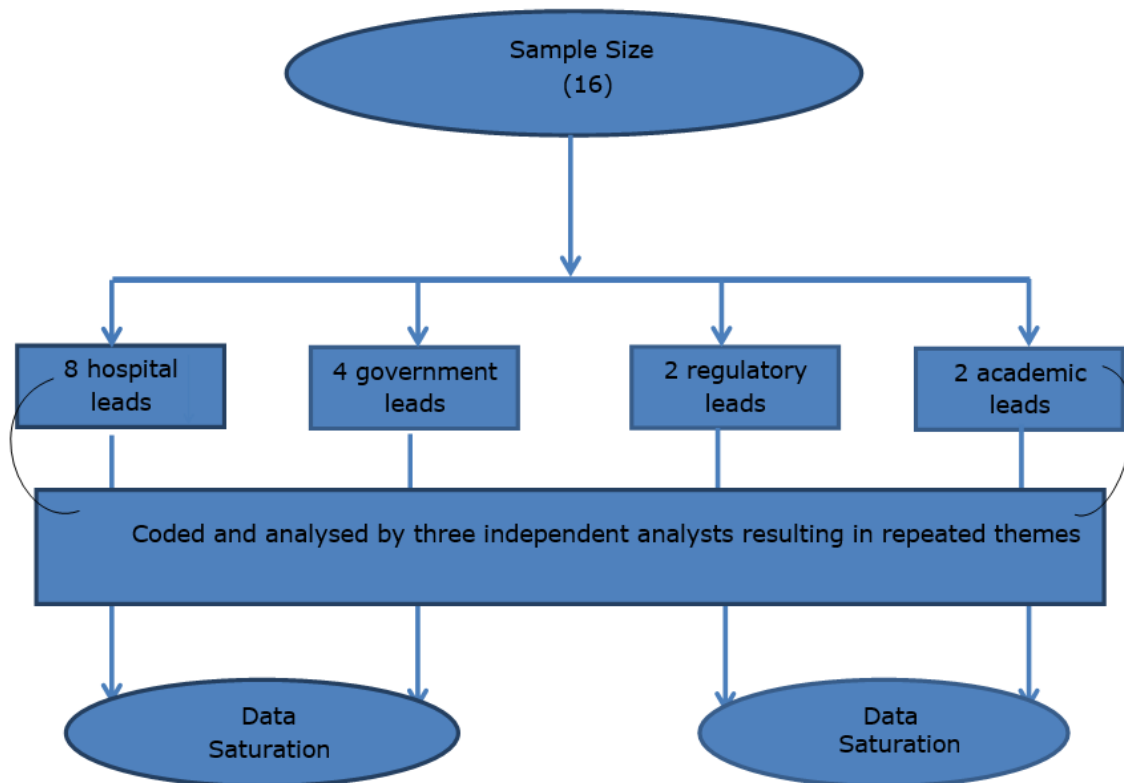 Sample Size
(16)
8 hospital
leads
4 government
leads
2 regulatory
leads
2 academic
leads
Coded and analysed by three independent analysts resulting in repeated themes
Data
Saturation
Data
Saturation